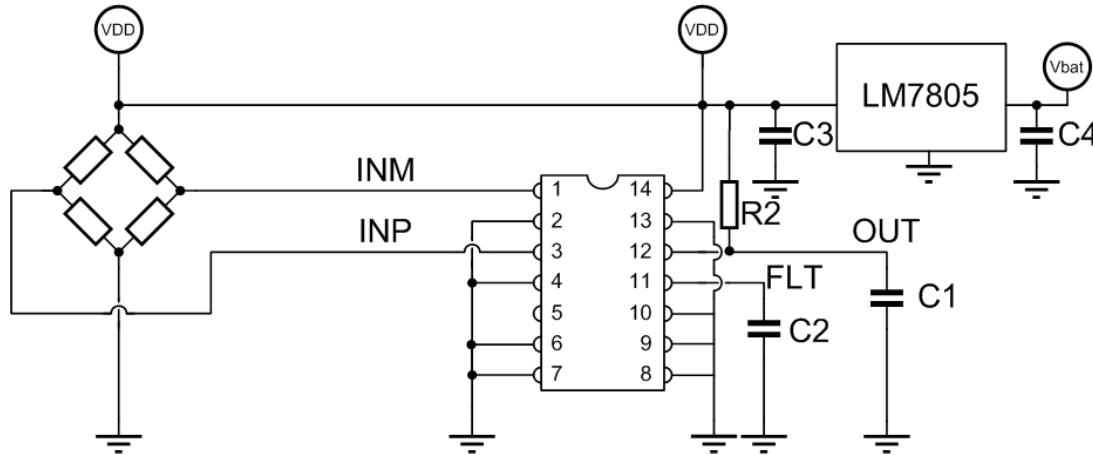 VDD
VDD
Vbat
LM7805
C3
C4
INM
1
14
2
13
R2
INP
3
12
OUT
4
11
FLT
C1
5
10
C2
6
9
7
8